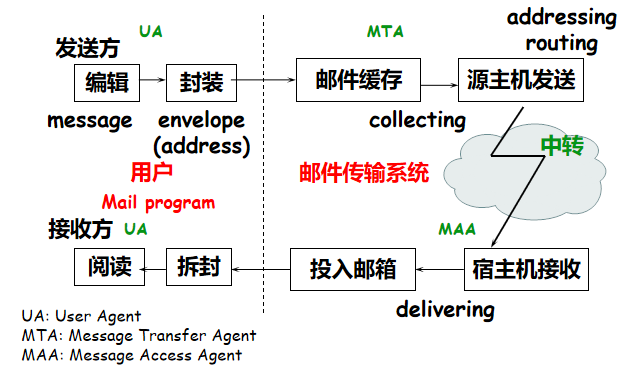 addressing
routing
UA
MTA
发送方
编辑
封装
邮件缓存
源主机发送
message
envelope
(address)
collecting
中转
用户
邮件传输系统
Mail program
接收方
UA
MAA
阅读
拆封
投入邮箱
宿主机接收
delivering
UA: User Agent
MTA: Message Transfer Agent
MAA: Message Access Agent